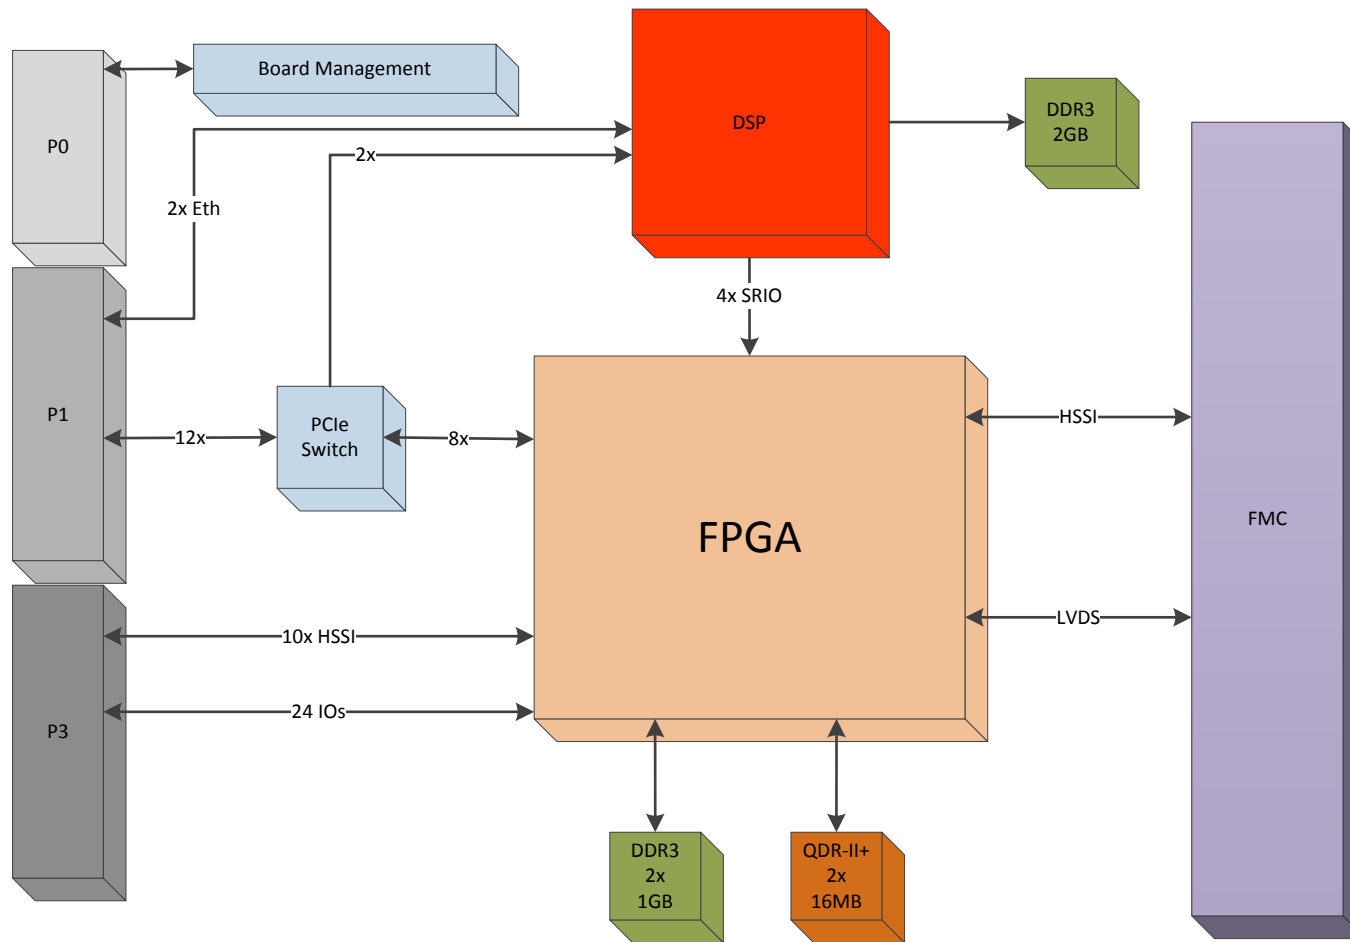 Board Management
P0
DSP
DDR3
2GB
2x
2x Eth
4x SRIO
P1
12x
PCIe
Switch
8x
HSSI
FPGA
FMC
LVDS
10x HSSI
24 IOs
P3
DDR3
2x
1GB
QDR-II+
2x
16MB